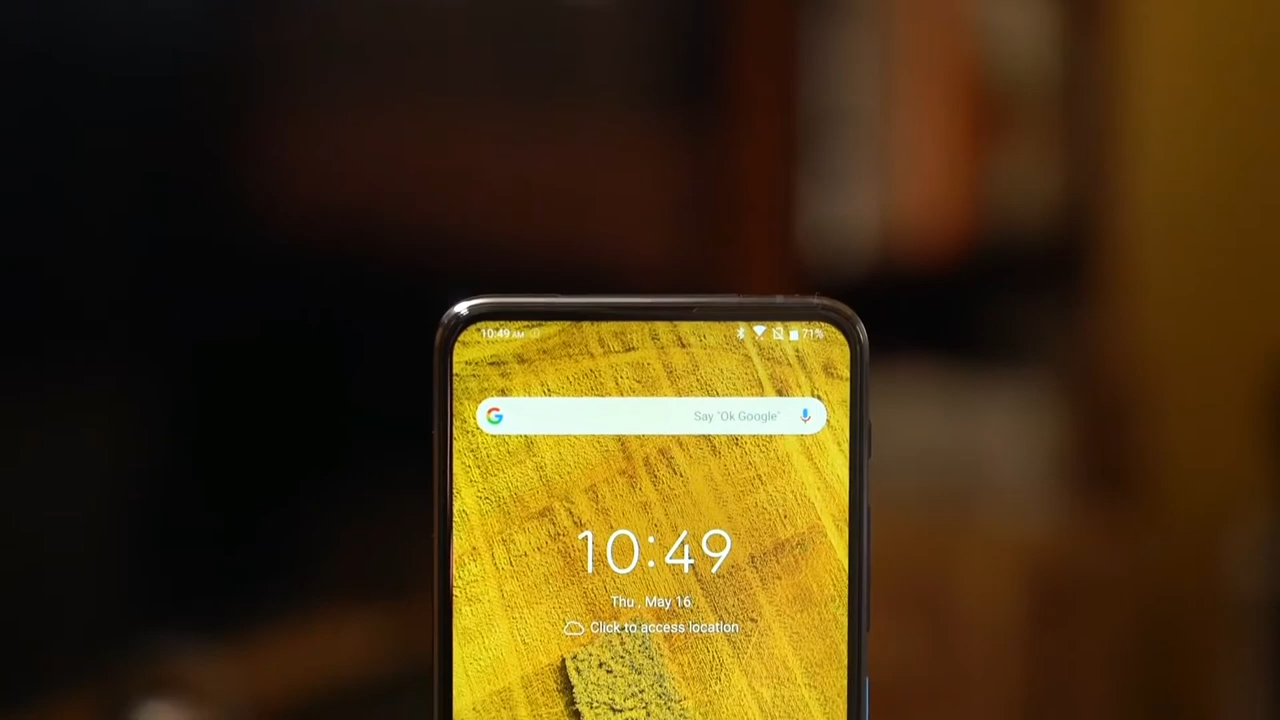 10:49 AM 71%
G Say "Ok Google"
10:49
Thu . May 16
Click to access location